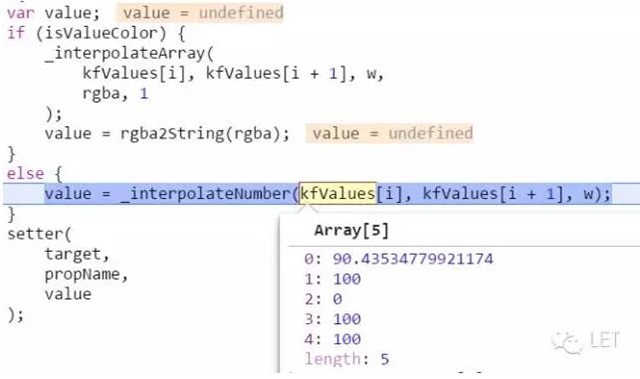 var value; value = undefined
if (isValueColor) {
    _interpolateArray(
        kfValues[i], kfValues[i + 1], w,
        rgba, 1
    );
    value = rgba2String(rgba); value = undefined
}
else {
    value = _interpolateNumber(kfValues[i], kfValues[i + 1], w);
}
setter(
    target,
    propName,
    value
);
Array[5]
0: 90.43534779921174
1: 100
2: 0
3: 100
4: 100
length: 5
LET